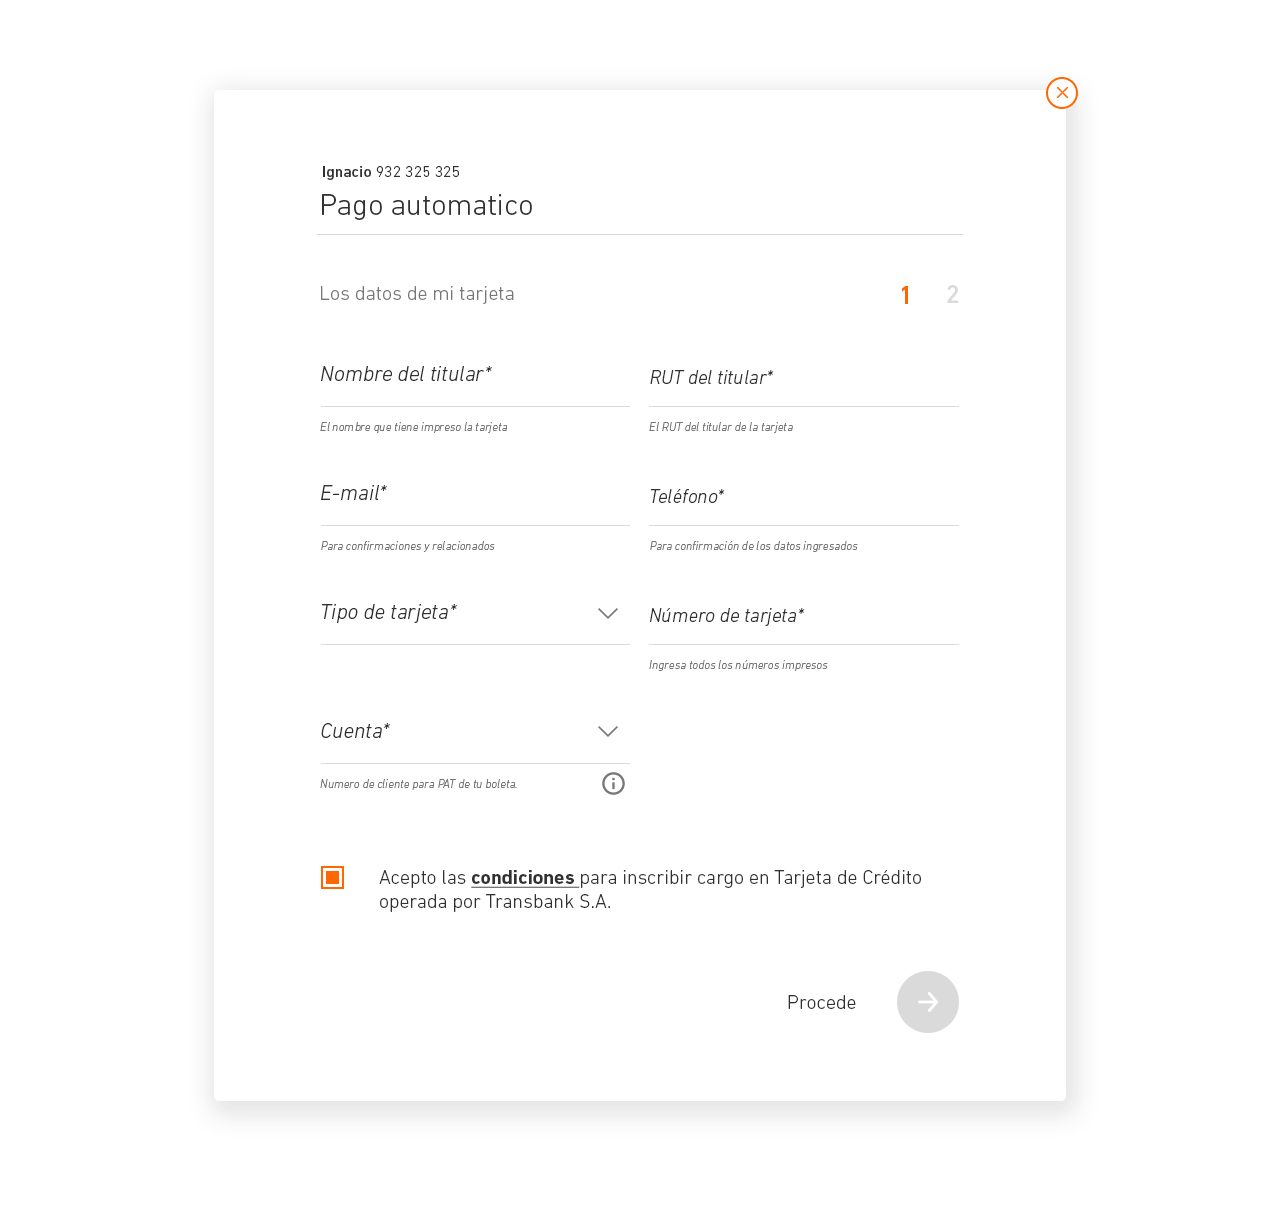 Ignacio 932 325 325
Pago automatico
Los datos de mi tarjeta 1 2
Nombre del titular* RUT del titular*
El nombre que tiene impreso la tarjeta El RUT del titular de la tarjeta
E-mail* Teléfono*
Para confirmaciones y relacionados Para confirmación de los datos ingresados
Tipo de tarjeta* Número de tarjeta*
Ingresa todos los números impresos
Cuenta*
Numero de cliente para PAT de tu boleta.
Acepto las condiciones para inscribir cargo en Tarjeta de Crédito
operada por Transbank S.A.
Procede